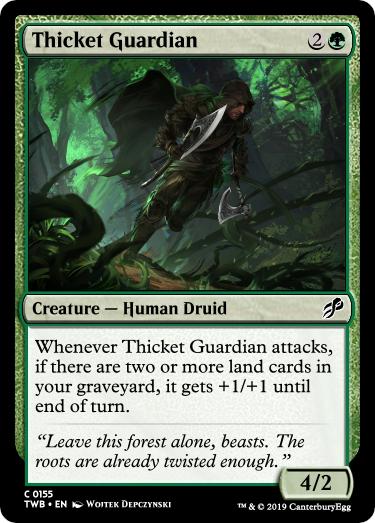 Thicket Guardian 2
Creature — Human Druid
Whenever Thicket Guardian attacks,
if there are two or more land cards in
your graveyard, it gets +1/+1 until
end of turn.
“Leave this forest alone, beasts. The
roots are already twisted enough.”
4/2
C 0155
TWB • EN Wojtek Depczynski
™ & © 2019 CanterburyEgg